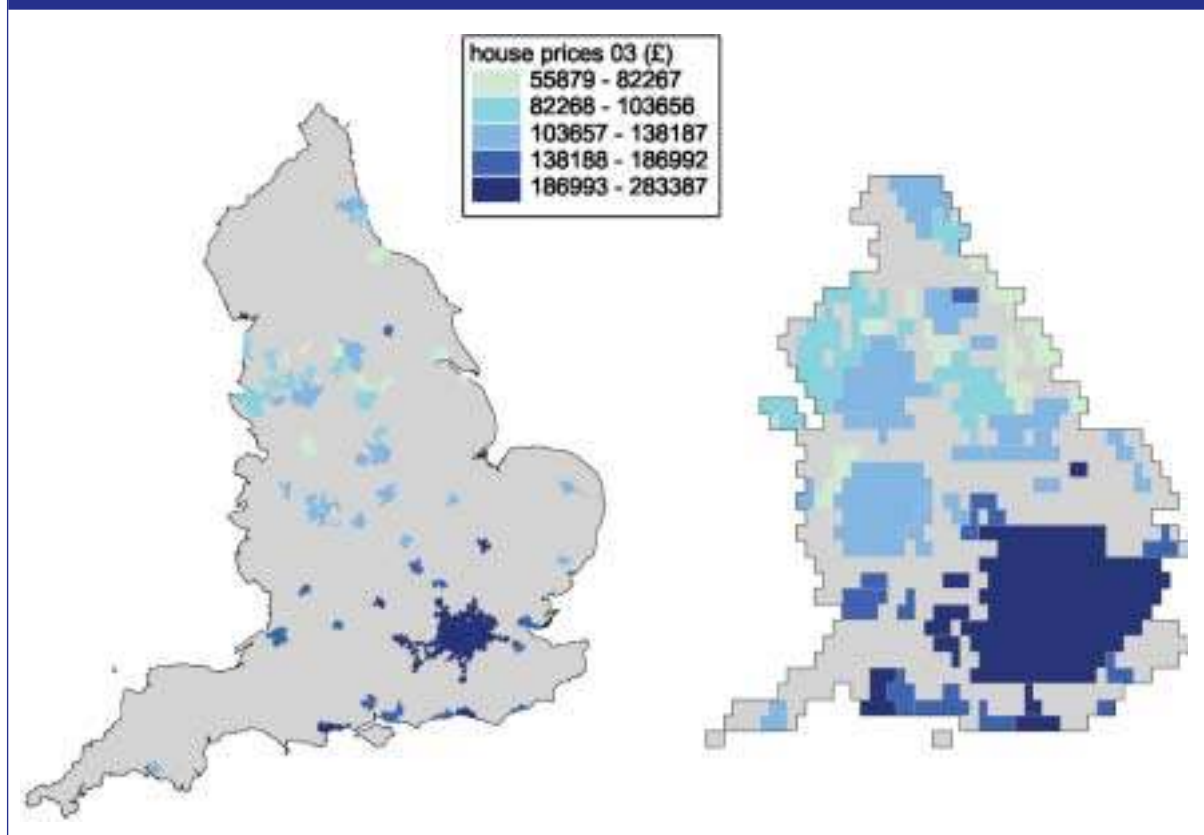 house prices 03 (£)
55879 - 82267
82268 - 103656
103657 - 138187
138188 - 186992
186993 - 283387